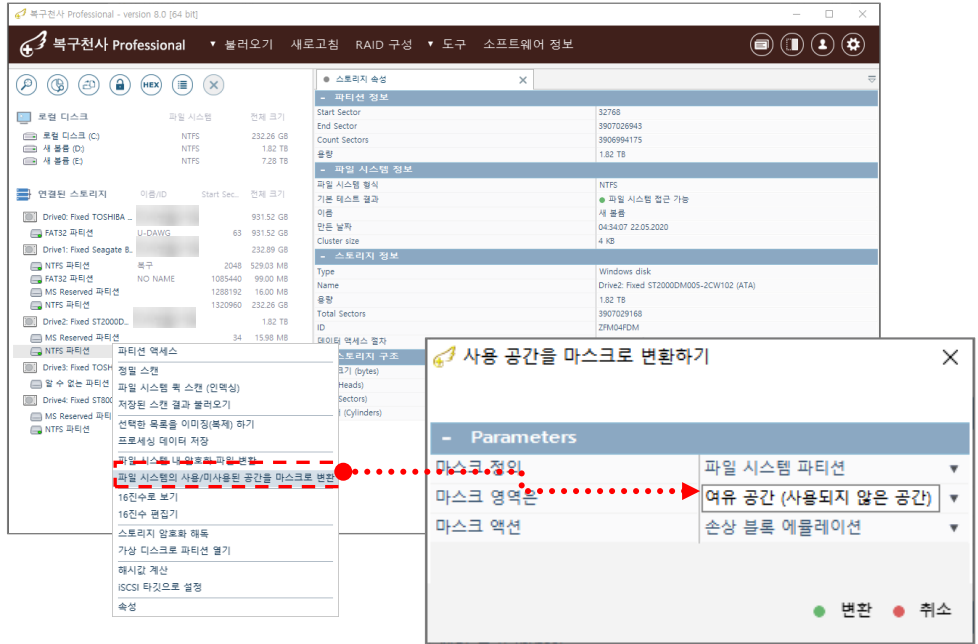 복구천사 Professional - version 8.0 [64 bit]
복구천사 Professional ▼ 불러오기 새로고침 RAID 구성 ▼ 도구 소프트웨어 정보
HEX
로컬 디스크 파일 시스템 전체 크기
로컬 디스크 (C:) NTFS 232.26 GB
새 볼륨 (D:) NTFS 1.82 TB
새 볼륨 (E:) NTFS 7.28 TB
연결된 스토리지 이름/ID Start Sec.. 전체 크기
Drive0: Fixed TOSHIBA ... 931.52 GB
FAT32 파티션 U-DAWG 63 931.52 GB
Drive1: Fixed Seagate B.. 232.89 GB
NTFS 파티션 복구 2048 529.03 MB
FAT32 파티션 NO NAME 1085440 99.00 MB
MS Reserved 파티션 1288192 16.00 MB
NTFS 파티션 1320960 232.26 GB
Drive2: Fixed ST2000D... 1.82 TB
MS Reserved 파티션 34 15.98 MB
NTFS 파티션
Drive3: Fixed TOSH
알 수 없는 파티션
Drive4: Fixed ST800
MS Reserved 파티
NTFS 파티션
파티션 액세스
정밀 스캔
파일 시스템 퀵 스캔 (인덱싱)
저장된 스캔 결과 불러오기
선택한 목록을 이미징(복제) 하기
프로세싱 데이터 저장
파일 시스템 내 암호화 파일 변환
파일 시스템의 사용/미사용된 공간을 마스크로 변환
16진수로 보기
16진수 편집기
스토리지 암호화 해독
가상 디스크로 파티션 열기
해시값 계산
iSCSI 타깃으로 설정
속성
스토리지 속성
- 파티션 정보
Start Sector 32768
End Sector 3907026943
Count Sectors 3906994175
용량 1.82 TB
- 파일 시스템 정보
파일 시스템 형식 NTFS
기본 테스트 결과 파일 시스템 접근 가능
이름 새 볼륨
만든 날짜 04:34:07 22.05.2020
Cluster size 4 KB
- 스토리지 정보
Type Windows disk
Name Drive2: Fixed ST2000DM005-2CW102 (ATA)
용량 1.82 TB
Total Sectors 3907029168
ID ZFM04FDM
데이터 액세스 절차
스토리지 구조
크기 (bytes)
Heads)
Sectors)
(Cylinders)
사용 공간을 마스크로 변환하기
- Parameters
마스크 정의 파일 시스템 파티션
마스크 영역은 여유 공간 (사용되지 않은 공간)
마스크 액션 손상 블록 에뮬레이션
변환 취소